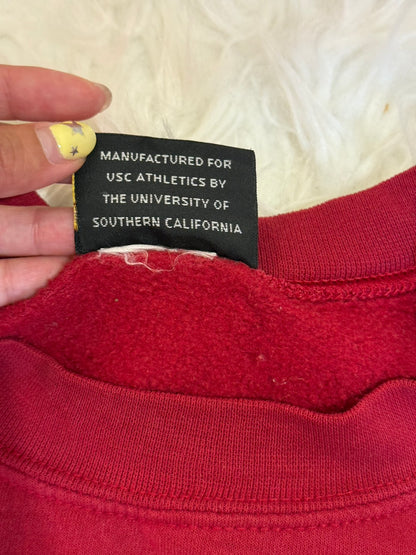 MANUFACTURED FOR
USC ATHLETICS BY
THE UNIVERSITY OF
SOUTHERN CALIFORNIA